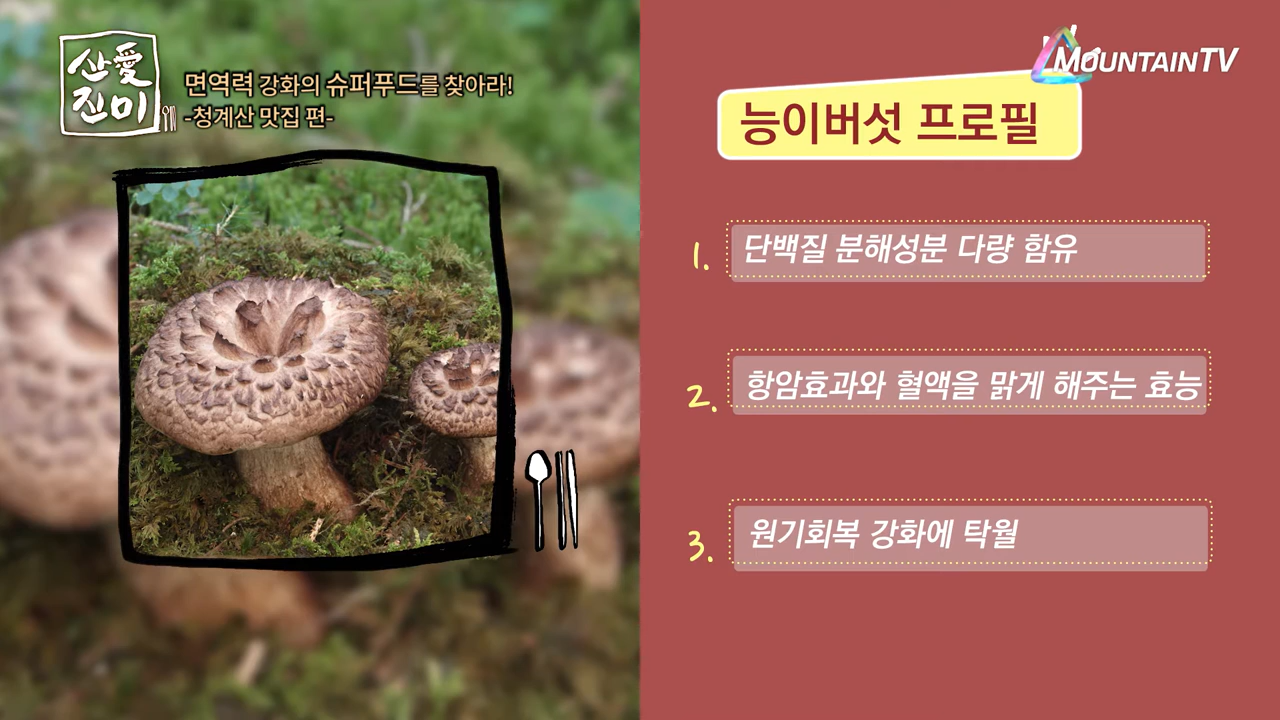 산愛
진미
면역력 강화의 슈퍼푸드를 찾아라!
-청계산 맛집 편-
MOUNTAINTV
능이버섯 프로필
1. 단백질 분해성분 다량 함유
2. 항암효과와 혈액을 맑게 해주는 효능
3. 원기회복 강화에 탁월